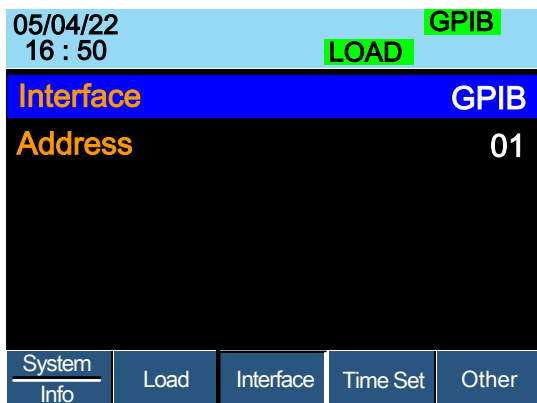 05/04/22 GPIB
16 : 50 LOAD
Interface GPIB
Address 01
System
Info
Load
Interface
Time Set
Other